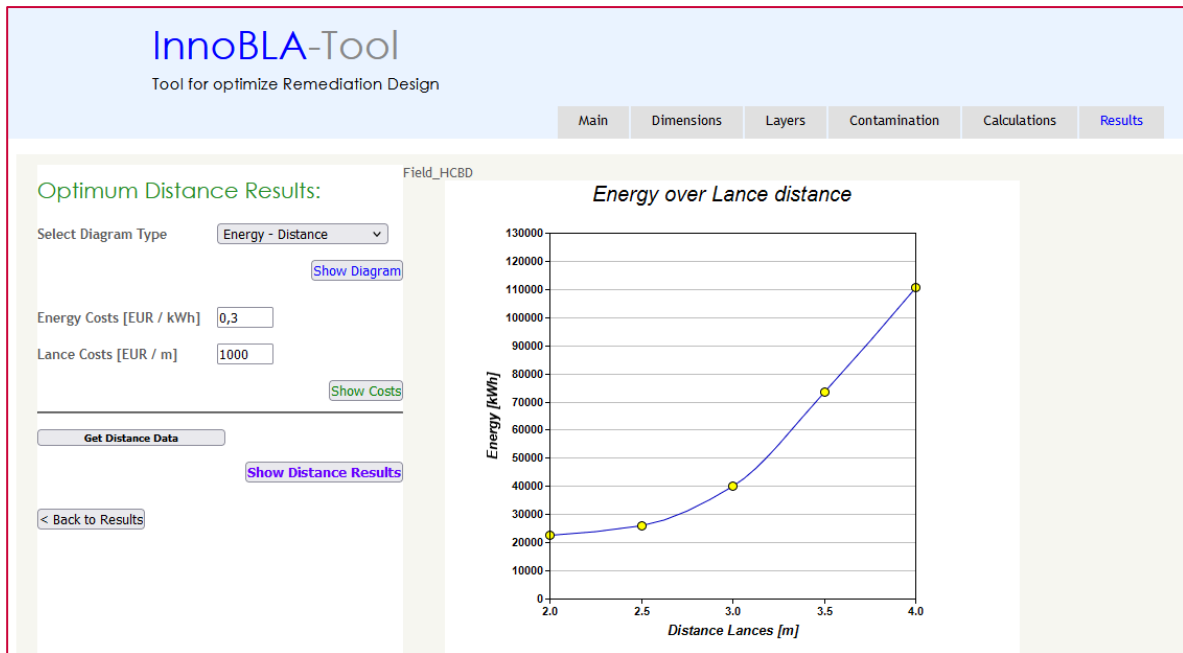 InnoBLA-Tool
Tool for optimize Remediation Design
Main Dimensions Layers Contamination Calculations Results
Optimum Distance Results:
Select Diagram Type Energy - Distance
Show Diagram
Energy Costs [EUR / kWh] 0,3
Lance Costs [EUR / m] 1000
Show Costs
Get Distance Data
Show Distance Results
< Back to Results
Field_HCBD
Energy over Lance distance
Energy [kWh]
130000
120000
110000
100000
90000
80000
70000
60000
50000
40000
30000
20000
10000
0
2.0 2.5 3.0 3.5 4.0
Distance Lances [m]